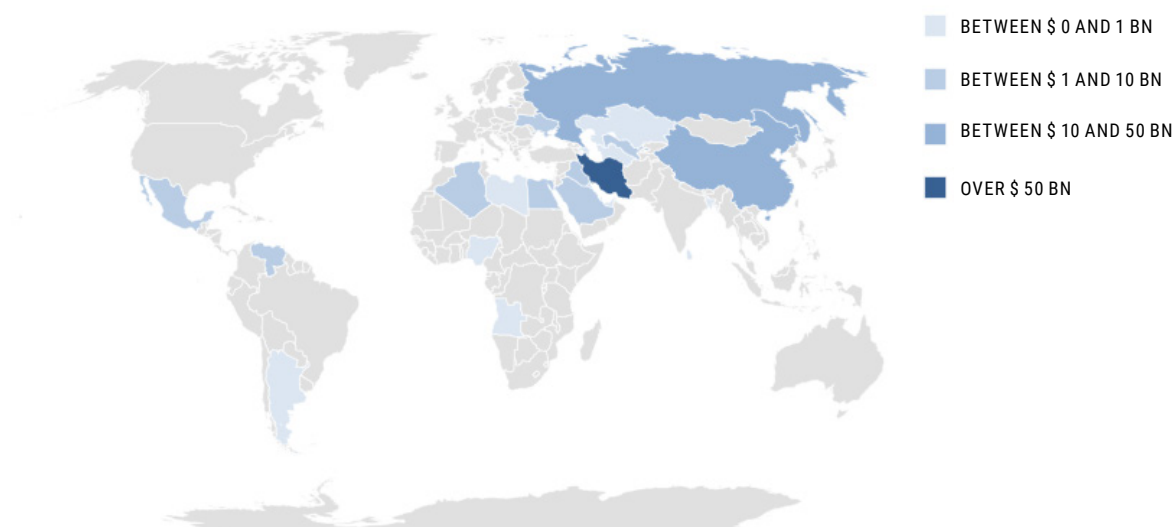 BETWEEN $ 0 AND 1 BN
BETWEEN $ 1 AND 10 BN
BETWEEN $ 10 AND 50 BN
OVER $ 50 BN